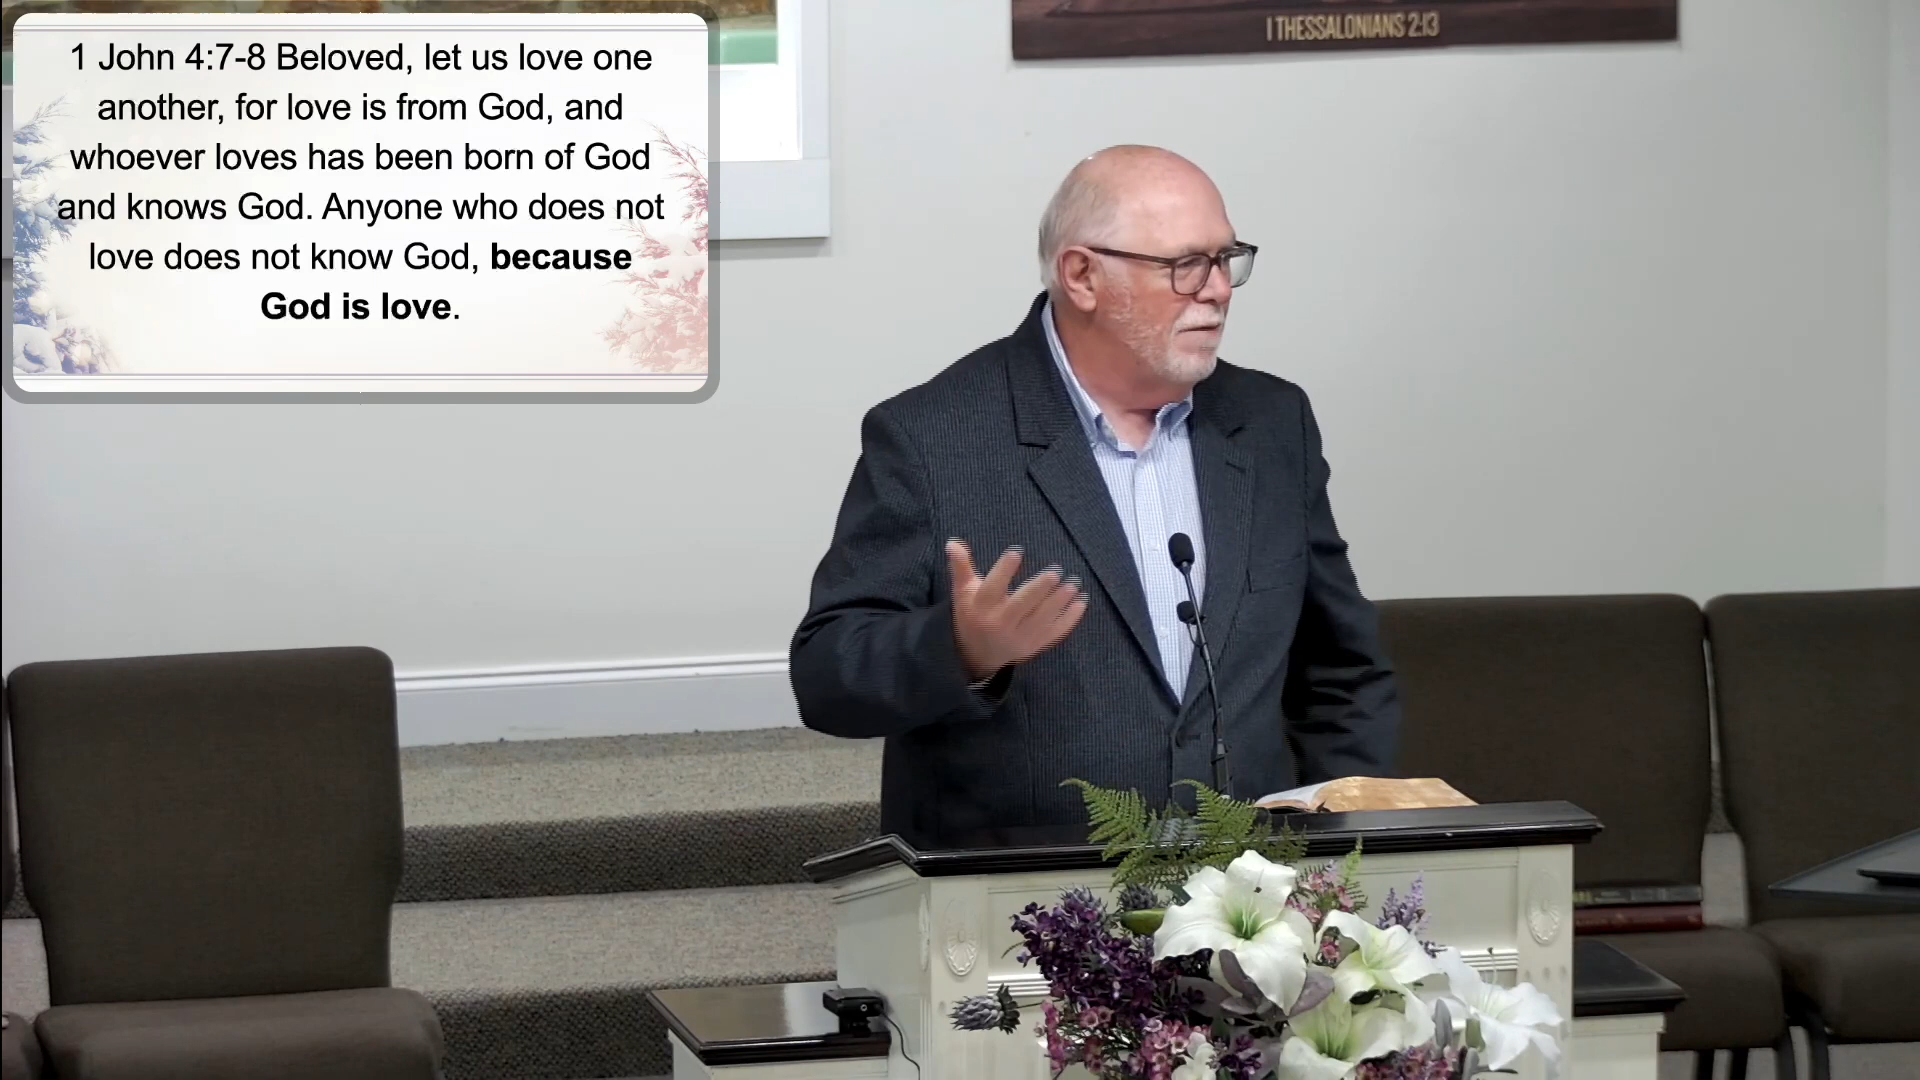 1 John 4:7-8 Beloved, let us love one
another, for love is from God, and
whoever loves has been born of God
and knows God. Anyone who does not
love does not know God, because
God is love.
I THESSALONIANS 2:13